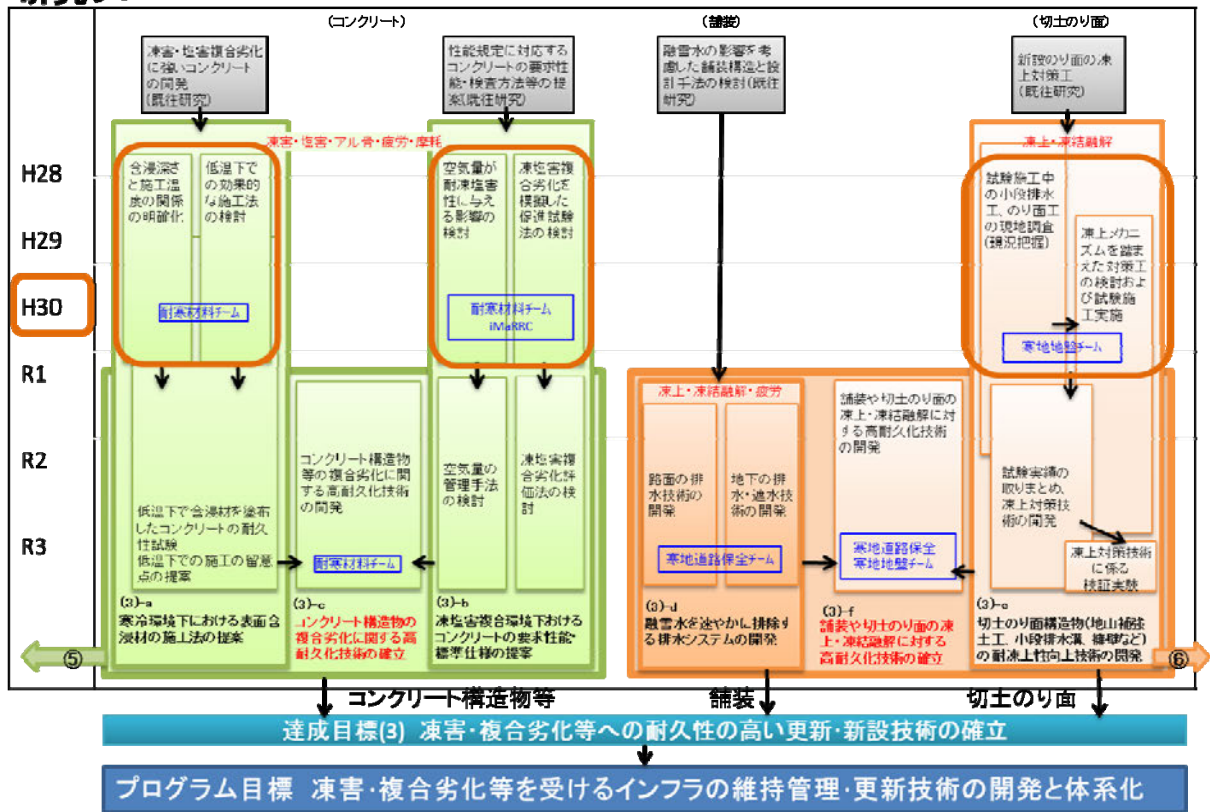 (コンクリート)
(舗装)
(切土のり面)
凍害・塩害複合劣化
に強いコンクリート
の開発
(既往研究)
性能規定に対応する
コンクリートの要求性
能・検査方法等の提
案(既往研究)
融雪水の影響を考
慮した舗装構造と設
計手法の検討(既往
研究)
新設のり面の凍
上対策工
(既往研究)
凍害・塩害・アル骨・疲労・摩耗
凍上・凍結融解
H28
H29
H30
R1
R2
R3
含浸深さ
と施工温
度の関係
の明確化
低温下で
の効果的
な施工法
の検討
耐寒材料チーム
空気量が
耐凍塩害
性に与え
る影響の
検討
凍塩害複
合劣化を
模擬した
促進試験
法の検討
耐寒材料チーム
iMaRRC
試験施工中
の小段排水
工、のり面工
の現地調査
(現況把握)
凍上メカニ
ズムを踏ま
えた対策工
の検討およ
び試験施
工実施
寒地地盤チーム
低温下で含浸材を塗布
したコンクリートの耐久
性試験
低温下での施工の留意
点の提案
コンクリート構造物
等の複合劣化に関
する高耐久化技術
の開発
耐寒材料チーム
空気量の
管理手法
の検討
凍塩害複
合劣化評
価法の検
討
凍上・凍結融解・疲労
路面の排
水技術の
開発
地下の排
水・遮水技
術の開発
寒地道路保全チーム
舗装や切土のり面の
凍上・凍結融解に対
する高耐久化技術
の開発
寒地道路保全
寒地地盤チーム
試験実績の
取りまとめ、
凍上対策技
術の開発
凍上対策技術
に係る
検証実験
(3)-a
寒冷環境下における表面含
浸材の施工法の提案
(3)-c
コンクリート構造物の
複合劣化に関する高
耐久化技術の確立
(3)-b
凍塩害複合環境下おける
コンクリートの要求性能・
標準仕様の提案
(3)-d
融雪水を速やかに排除す
る排水システムの開発
(3)-f
舗装や切土のり面の凍
上・凍結融解に対する
高耐久化技術の確立
(3)-e
切土のり面構造物(地山補強
土工、小段排水溝、擁壁など)
の耐凍上性向上技術の開発
⑤
⑥
コンクリート構造物等
舗装
切土のり面
達成目標(3) 凍害・複合劣化等への耐久性の高い更新・新設技術の確立
プログラム目標 凍害・複合劣化等を受けるインフラの維持管理・更新技術の開発と体系化